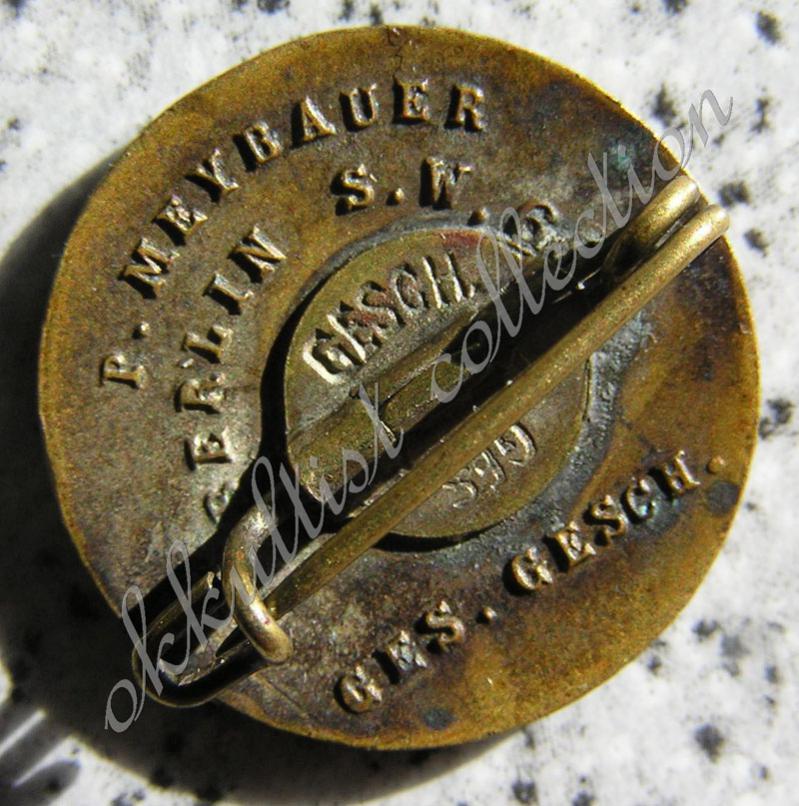 P. MEYBAUER
BERLIN S.W.
GESCH.
GES. GESCH.
okkultist collection